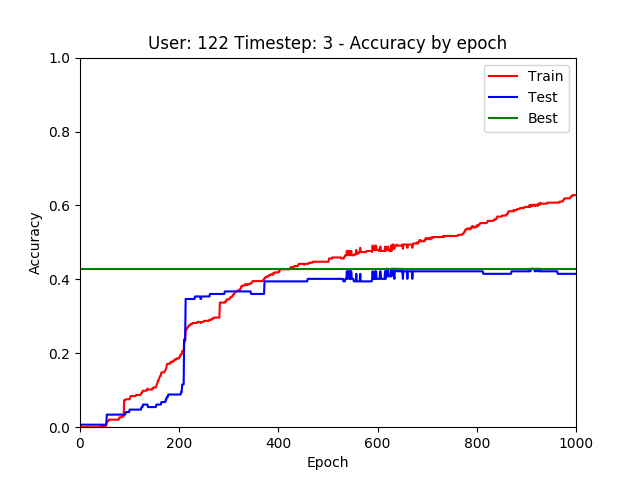 User: 122 Timestep: 3 - Accuracy by epoch
1.0
0.8
0.6
0.4
0.2
0.0
Accuracy
Train
Test
Best
0 200 400 600 800 1000
Epoch